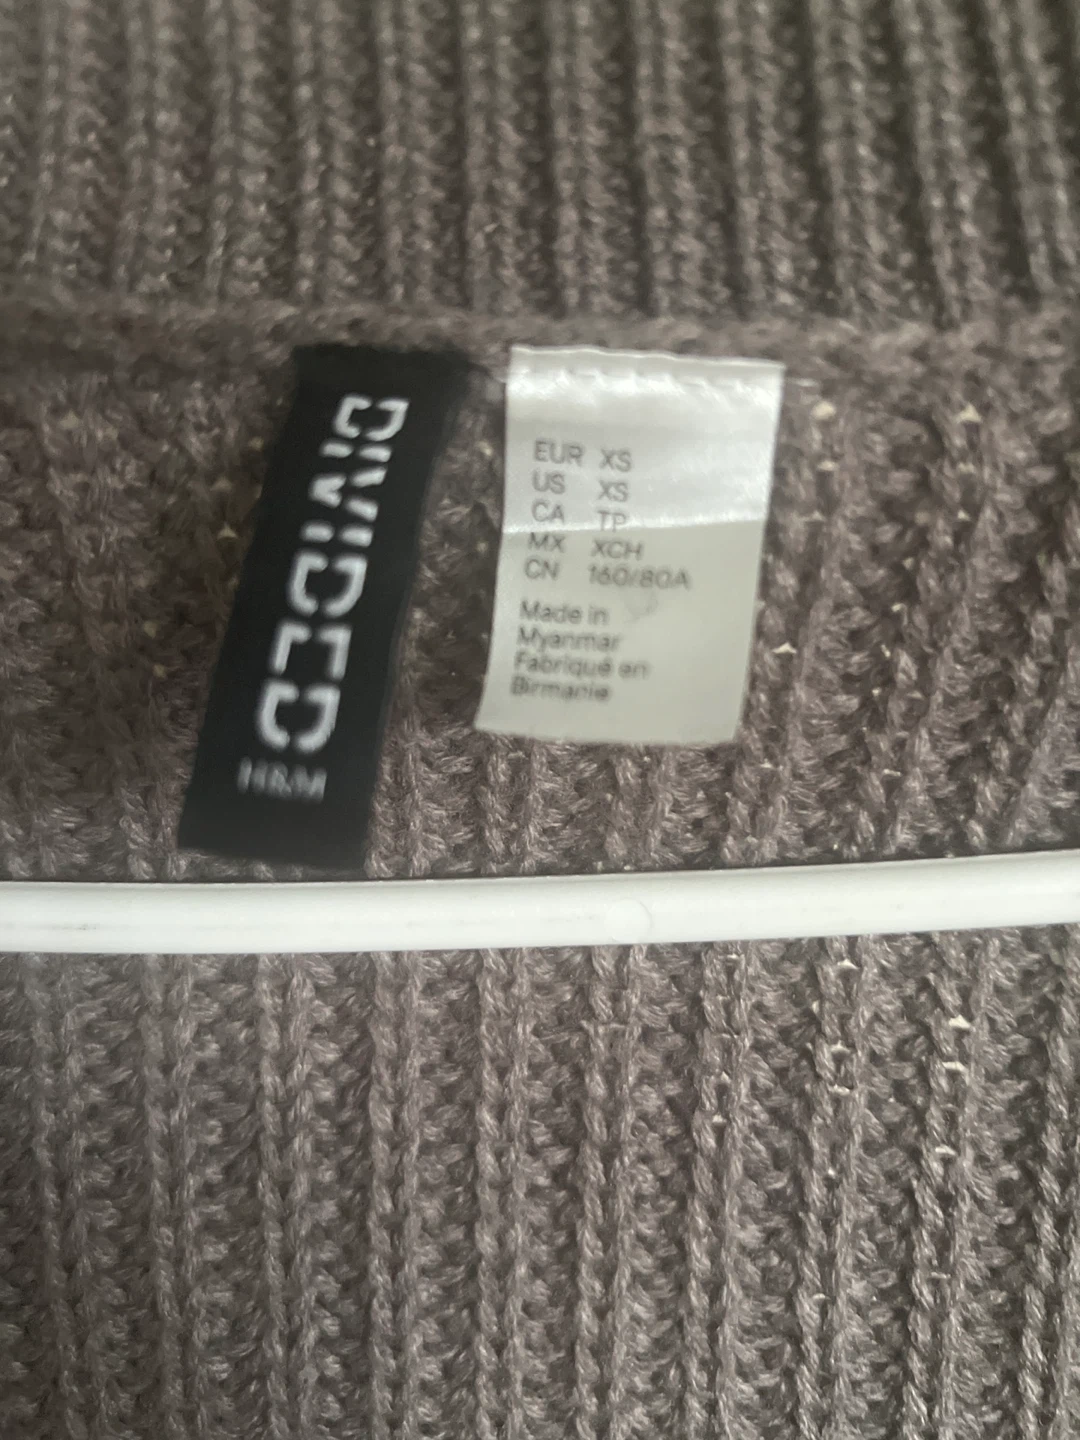 DIVIDED
H&M
EUR XS
US XS
CA TP
MX XCH
CN 160/80A
Made in
Myanmar
Fabriqué en
Birmanie